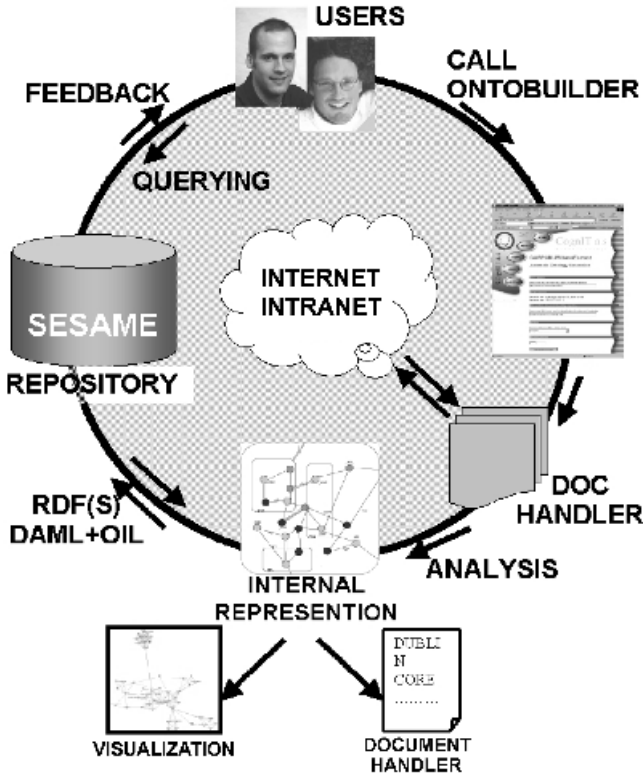 USERS
CALL
ONTOBUILDER
FEEDBACK
QUERYING
CognIT a.s
INTERNET
INTRANET
SESAME
REPOSITORY
RDF(S)
DAML+OIL
DOC
HANDLER
ANALYSIS
INTERNAL
REPRESENTION
DUBLI
N
CORE
.........
VISUALIZATION
DOCUMENT
HANDLER